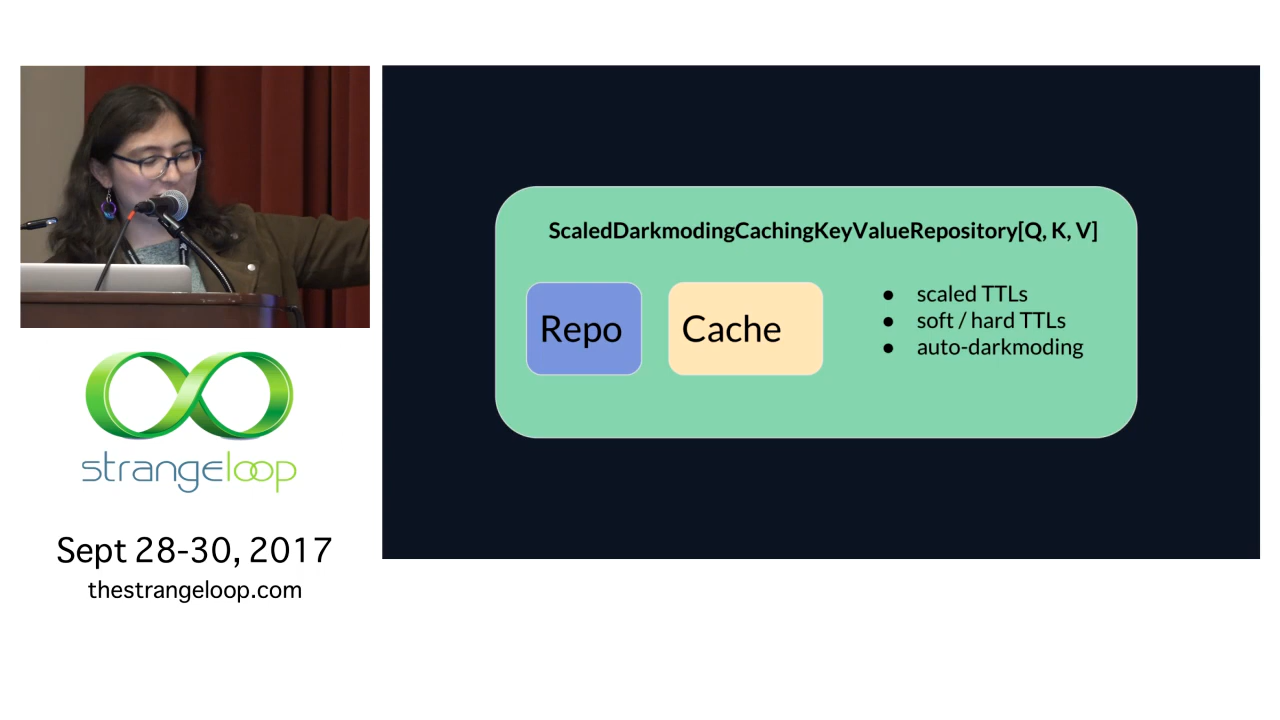 strangeloop
Sept 28-30, 2017
thestrangeloop.com
ScaledDarkmodingCachingKeyValueRepository[Q, K, V]
Repo
Cache
● scaled TTLs
● soft / hard TTLs
● auto-darkmoding